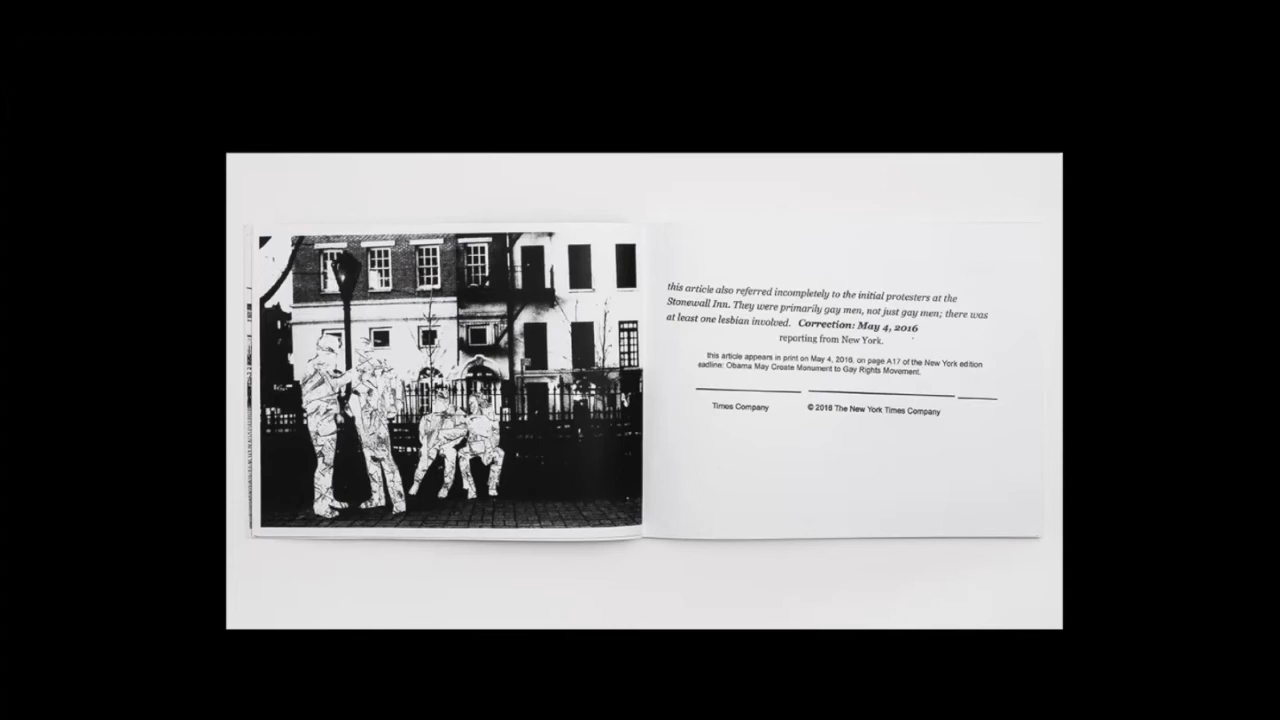 this article also referred incompletely to the initial protesters at the
Stonewall Inn. They were primarily gay men, not just gay men; there was
at least one lesbian involved. Correction: May 4, 2016
reporting from New York.
this article appears in print on May 4, 2016, on page A17 of the New York edition
eadline: Obama May Create Monument to Gay Rights Movement.
Times Company © 2016 The New York Times Company